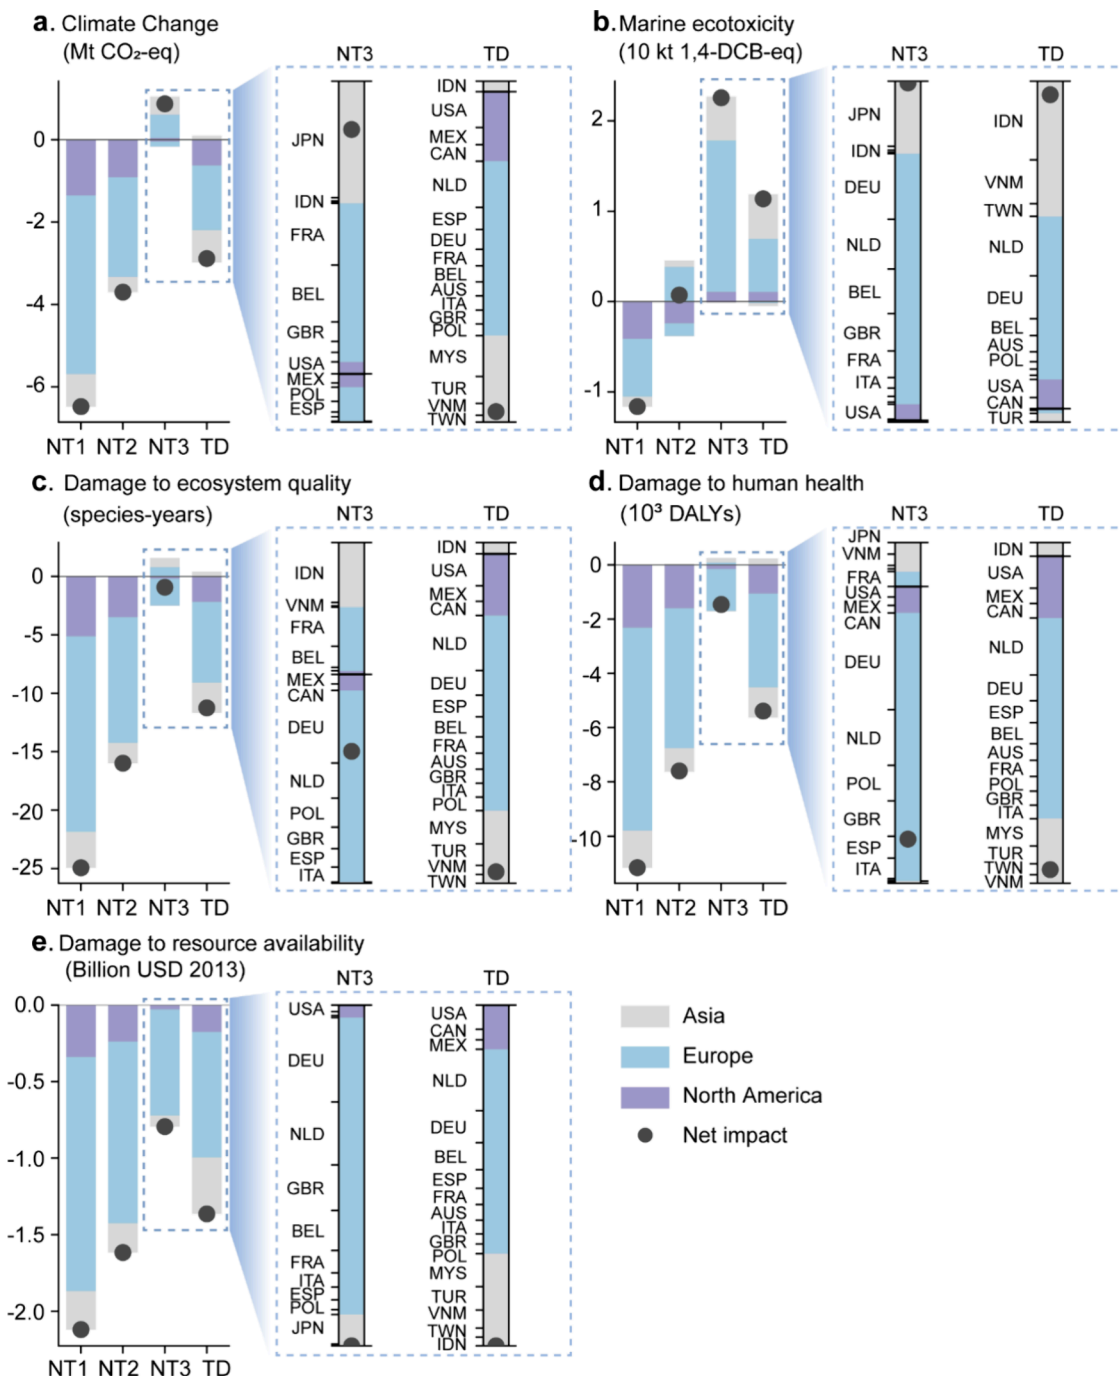 a. Climate Change
(Mt CO₂-eq)
NT3
TD
0
-2
-4
-6
NT1
NT2
NT3
TD
JPN
IDN
FRA
BEL
GBR
USA
MEX
POL
ESP
IDN
USA
MEX
CAN
NLD
ESP
DEU
FRA
BEL
AUS
ITA
GBR
POL
MYS
TUR
VNM
TWN
b. Marine ecotoxicity
(10 kt 1,4-DCB-eq)
NT3
TD
2
1
0
-1
NT1
NT2
NT3
TD
JPN
IDN
DEU
NLD
BEL
GBR
FRA
ITA
USA
IDN
VNM
TWN
NLD
DEU
BEL
AUS
POL
USA
CAN
TUR
c. Damage to ecosystem quality
(species-years)
NT3
TD
0
-5
-10
-15
-20
-25
NT1
NT2
NT3
TD
IDN
VNM
FRA
BEL
MEX
CAN
DEU
NLD
POL
GBR
ESP
ITA
IDN
USA
MEX
CAN
NLD
DEU
ESP
BEL
FRA
AUS
GBR
ITA
POL
MYS
TUR
VNM
TWN
d. Damage to human health
(10³ DALYs)
NT3
TD
0
-2
-4
-6
-8
-10
NT1
NT2
NT3
TD
JPN
VNM
FRA
USA
MEX
CAN
DEU
NLD
POL
GBR
ESP
ITA
IDN
USA
MEX
CAN
NLD
DEU
ESP
BEL
AUS
FRA
POL
GBR
ITA
MYS
TUR
TWN
VNM
e. Damage to resource availability
(Billion USD 2013)
NT3
TD
0.0
-0.5
-1.0
-1.5
-2.0
NT1
NT2
NT3
TD
USA
DEU
NLD
GBR
BEL
FRA
ITA
ESP
POL
JPN
USA
CAN
MEX
NLD
DEU
BEL
ESP
FRA
AUS
ITA
GBR
POL
MYS
TUR
VNM
TWN
IDN
Asia
Europe
North America
Net impact